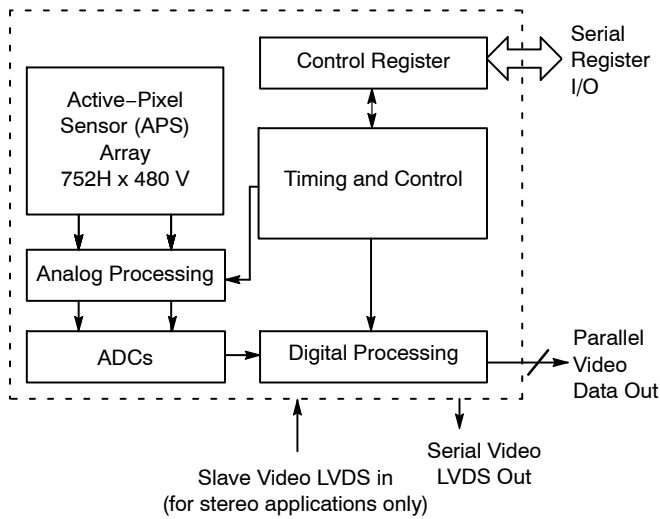 Control Register
Serial
Register
I/O
Active−Pixel
Sensor (APS)
Array
752H x 480 V
Timing and Control
Analog Processing
ADCs
Digital Processing
Parallel
Video
Data Out
Slave Video LVDS in
(for stereo applications only)
Serial Video
LVDS Out